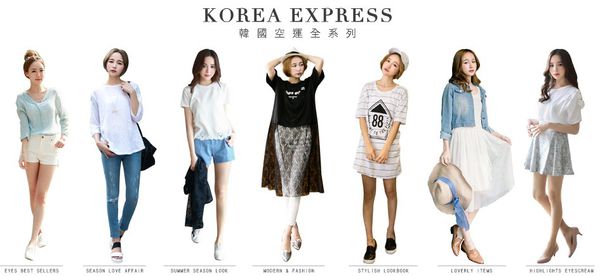 KOREA EXPRESS
韓國空運全系列
88
EYES BEST SELLERS
SEASON LOVE AFFAIR
SUMMER SEASON LOOK
MODERN & FASHION
STYLISH LOOKBOOK
LOVERLY ITEMS
HIGHLIGHTS EYESCREAM